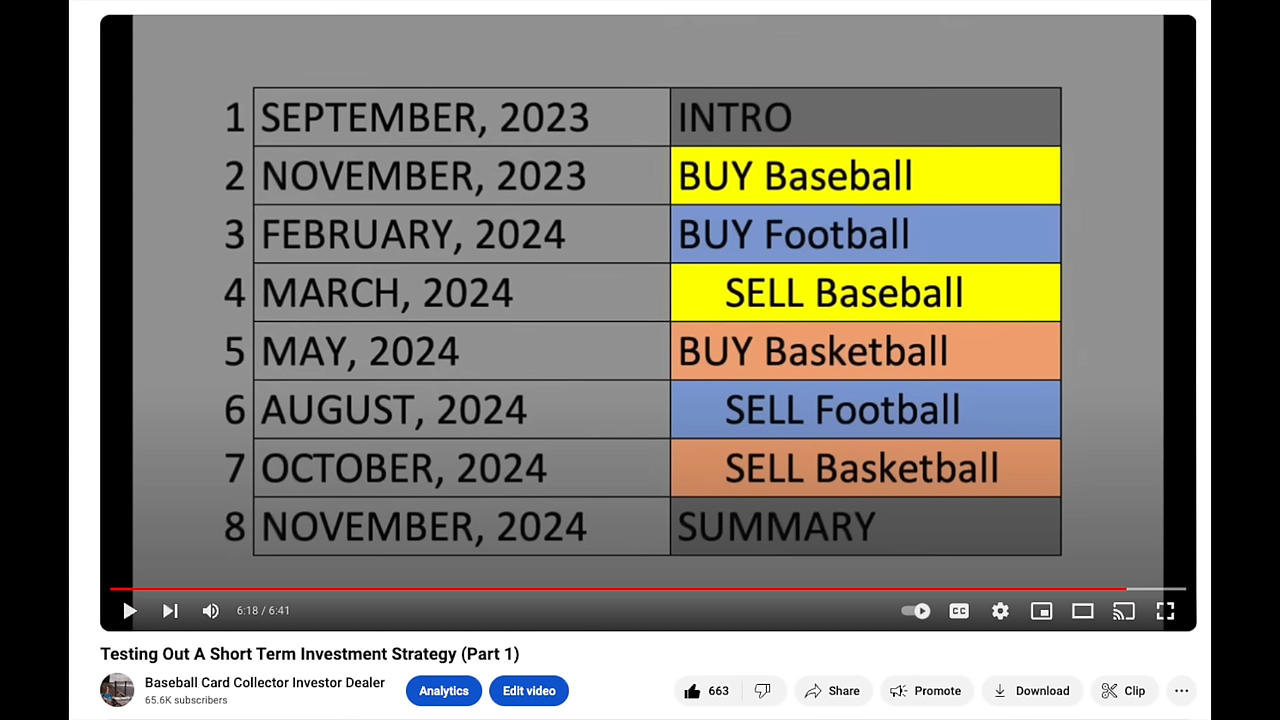 1 SEPTEMBER, 2023 INTRO
2 NOVEMBER, 2023 BUY Baseball
3 FEBRUARY, 2024 BUY Football
4 MARCH, 2024 SELL Baseball
5 MAY, 2024 BUY Basketball
6 AUGUST, 2024 SELL Football
7 OCTOBER, 2024 SELL Basketball
8 NOVEMBER, 2024 SUMMARY
6:18 / 6:41 CC
Testing Out A Short Term Investment Strategy (Part 1)
Baseball Card Collector Investor Dealer
65.6K subscribers
Analytics Edit video 663 Share Promote Download Clip